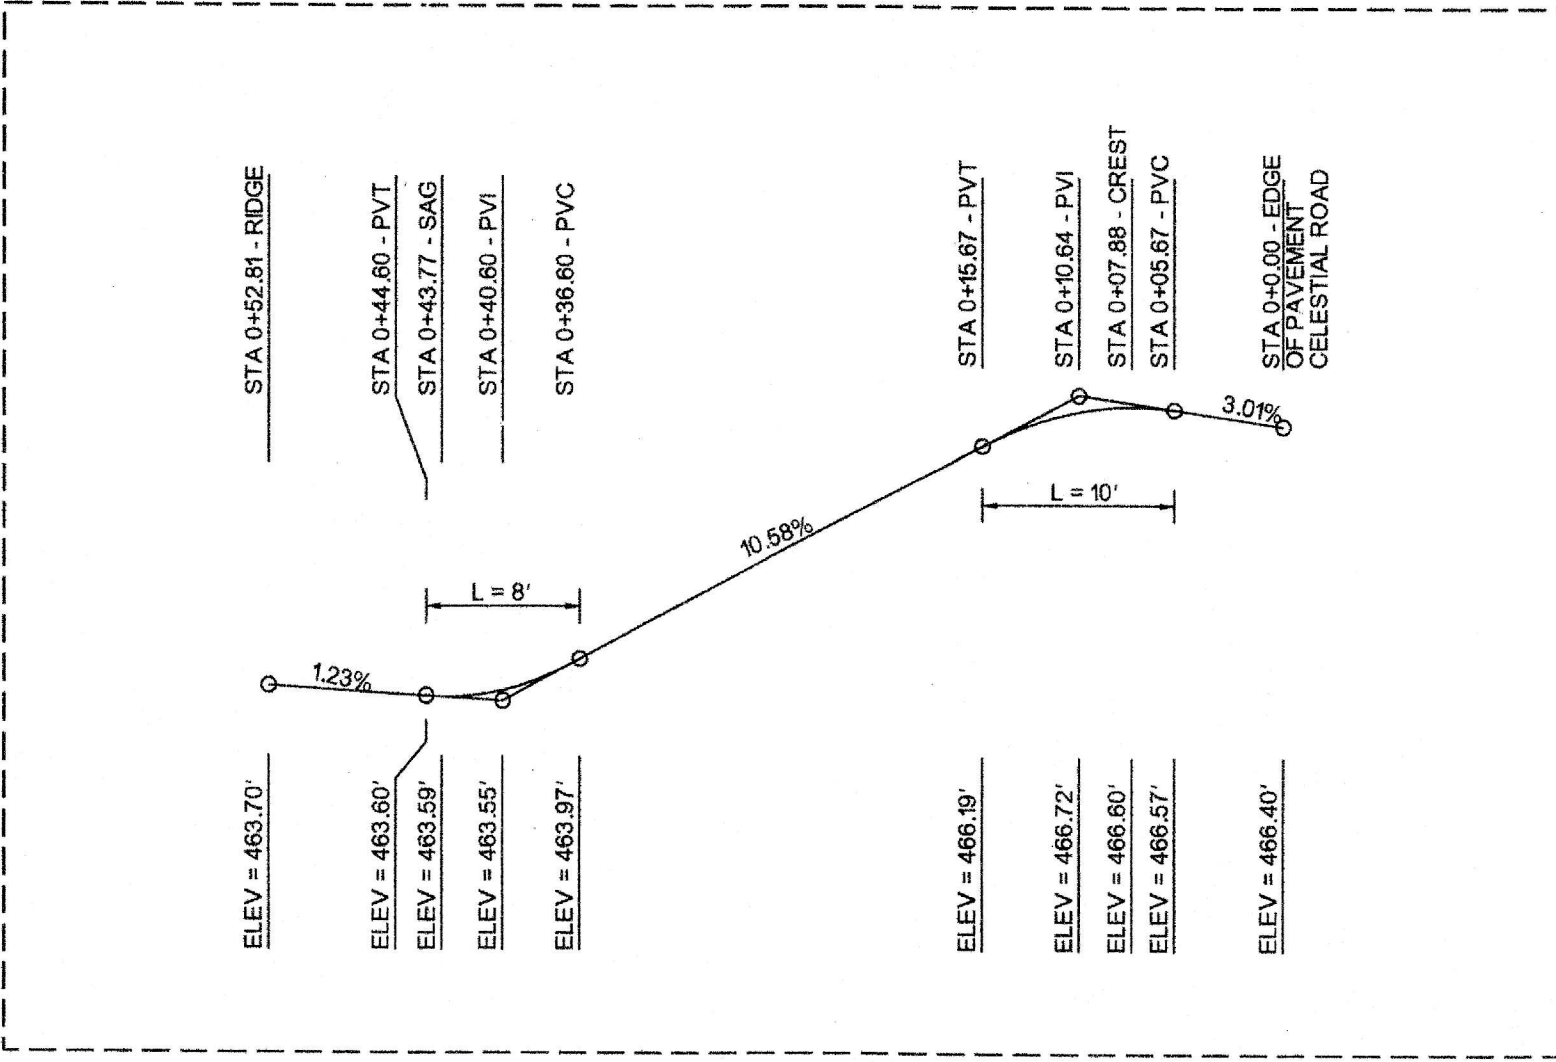 STA 0+52.81 - RIDGE
STA 0+44.60 - PVT
STA 0+43.77 - SAG
STA 0+40.60 - PVI
STA 0+36.60 - PVC
STA 0+15.67 - PVT
STA 0+10.64 - PVI
STA 0+07.88 - CREST
STA 0+05.67 - PVC
STA 0+0.00 - EDGE
OF PAVEMENT
CELESTIAL ROAD
3.01%
L = 10'
10.58%
L = 8'
1.23%
ELEV = 463.70'
ELEV = 463.60'
ELEV = 463.59'
ELEV = 463.55'
ELEV = 463.97'
ELEV = 466.19'
ELEV = 466.72'
ELEV = 466.60'
ELEV = 466.57'
ELEV = 466.40'